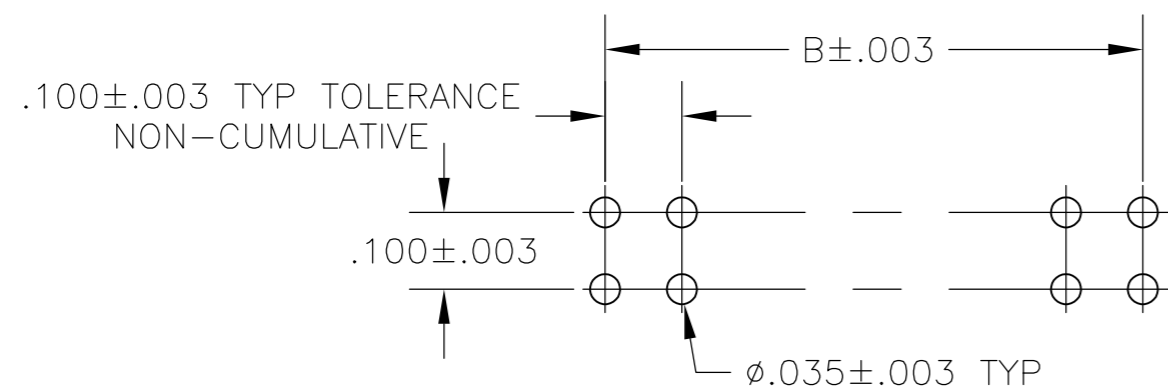 B±.003
.100±.003 TYP TOLERANCE
NON-CUMULATIVE
.100±.003
⌀.035±.003 TYP